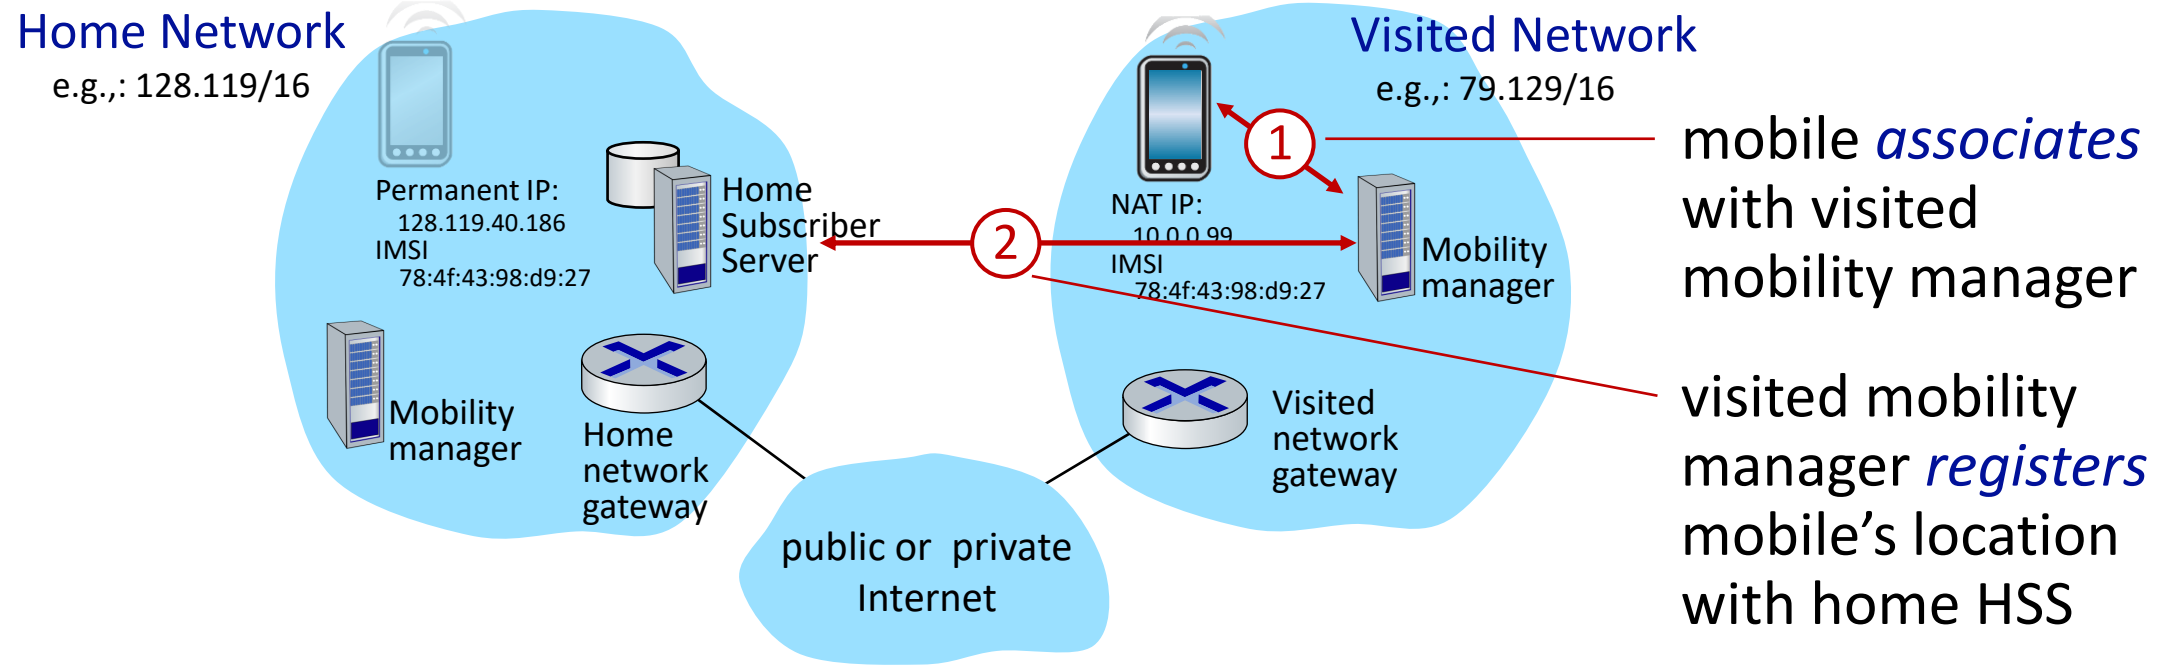 Home Network
e.g.,: 128.119/16
Permanent IP:
128.119.40.186
IMSI
78:4f:43:98:d9:27
Home
Subscriber
Server
Mobility
manager
Home
network
gateway
public or private
Internet
Visited Network
e.g.,: 79.129/16
NAT IP:
10.0.0.99
IMSI
78:4f:43:98:d9:27
Mobility
manager
Visited
network
gateway
1
2
mobile associates
with visited
mobility manager
visited mobility
manager registers
mobile’s location
with home HSS